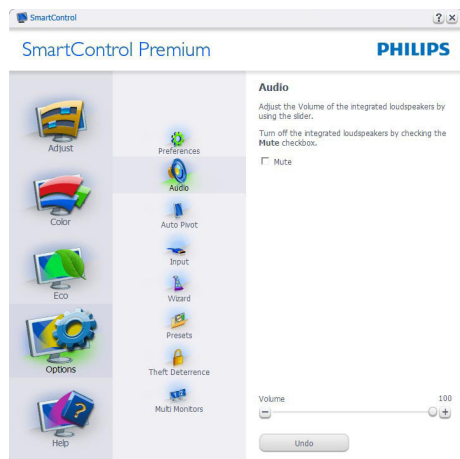 SmartControl
SmartControl Premium
PHILIPS
Adjust
Color
Eco
Options
Help
Preferences
Audio
Auto Pivot
Input
Wizard
Presets
Theft Deterrence
Multi Monitors
Audio
Adjust the Volume of the integrated loudspeakers by
using the slider.
Turn off the integrated loudspeakers by checking the
Mute checkbox.
Mute
Volume 100
Undo